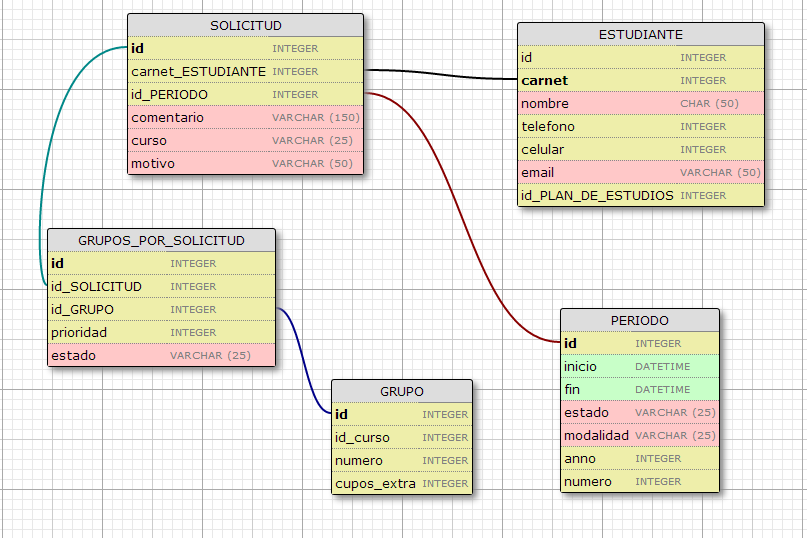 SOLICITUD
id INTEGER
carnet_ESTUDIANTE INTEGER
id_PERIODO INTEGER
comentario VARCHAR (150)
curso VARCHAR (25)
motivo VARCHAR (50)
ESTUDIANTE
id INTEGER
carnet INTEGER
nombre CHAR (50)
telefono INTEGER
celular INTEGER
email VARCHAR (50)
id_PLAN_DE_ESTUDIOS INTEGER
GRUPOS_POR_SOLICITUD
id INTEGER
id_SOLICITUD INTEGER
id_GRUPO INTEGER
prioridad INTEGER
estado VARCHAR (25)
PERIODO
id INTEGER
inicio DATETIME
fin DATETIME
estado VARCHAR (25)
modalidad VARCHAR (25)
anno INTEGER
numero INTEGER
GRUPO
id INTEGER
id_curso INTEGER
numero INTEGER
cupos_extra INTEGER